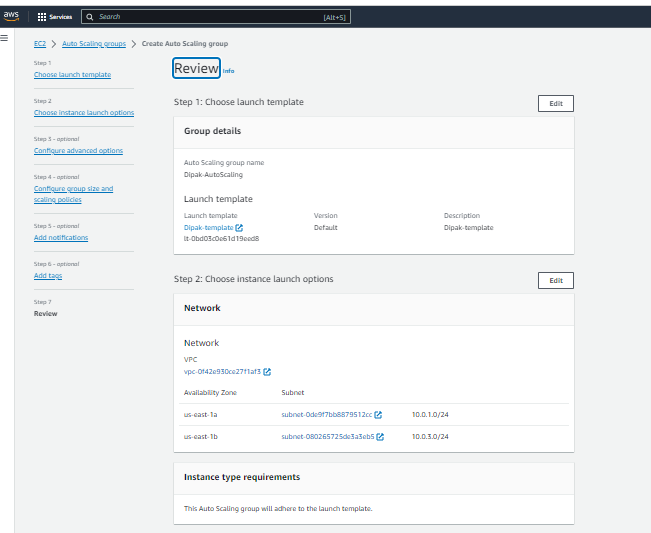 aws
Services
Search
[Alt+S]
EC2 > Auto Scaling groups > Create Auto Scaling group
Step 1
Choose launch template
Step 2
Choose instance launch options
Step 3 - optional
Configure advanced options
Step 4 - optional
Configure group size and
scaling policies
Step 5 - optional
Add notifications
Step 6 - optional
Add tags
Step 7
Review
Review Info
Step 1: Choose launch template
Edit
Group details
Auto Scaling group name
Dipak-AutoScaling
Launch template
Launch template Version Description
Dipak-template Default Dipak-template
lt-0bd03c0e61d19eed8
Step 2: Choose instance launch options
Edit
Network
Network
VPC
vpc-0f42e930ce27f1af3
Availability Zone Subnet
us-east-1a subnet-0de9f7bb8879512cc 10.0.1.0/24
us-east-1b subnet-080265725de3a3eb5 10.0.3.0/24
Instance type requirements
This Auto Scaling group will adhere to the launch template.